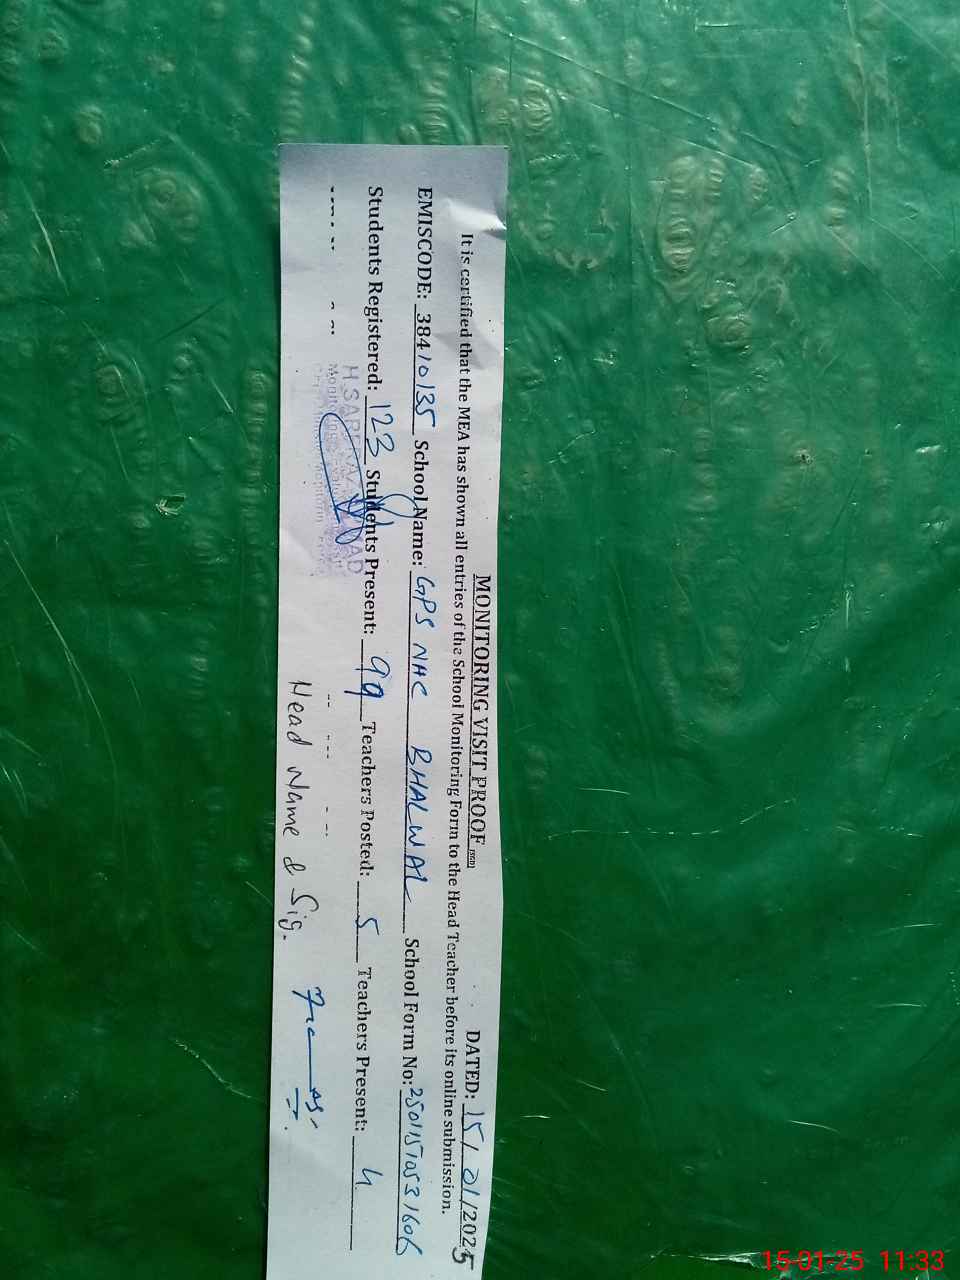 MONITORING VISIT PROOF (SGD) DATED: 15/01/2025
It is certified that the MEA has shown all entries of the School Monitoring Form to the Head Teacher before its online submission.
EMISCODE: 38410135 School Name: GPS NHC BHALWAL School Form No: 25011510531606
Students Registered: 123 Students Present: 99 Teachers Posted: 5 Teachers Present: 4
Head Name & Sig.
15-01-25 11:33